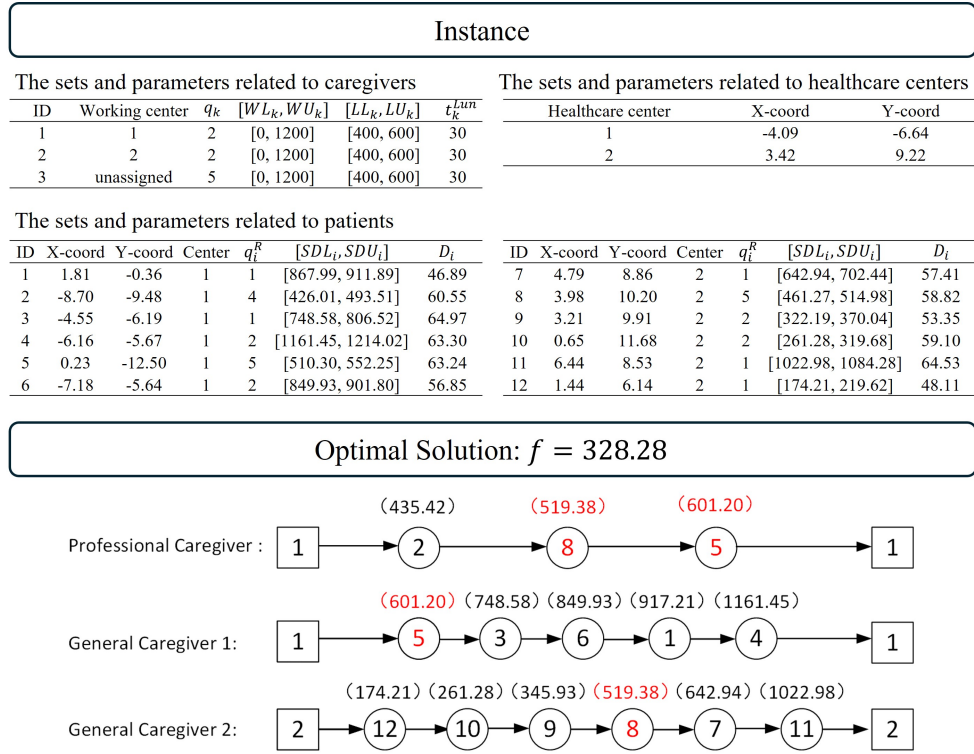 Instance
The sets and parameters related to caregivers
ID Working center q_k [WL_k, WU_k] [LL_k, LU_k] t_k^{Lun}
1 1 2 [0, 1200] [400, 600] 30
2 2 2 [0, 1200] [400, 600] 30
3 unassigned 5 [0, 1200] [400, 600] 30
The sets and parameters related to healthcare centers
Healthcare center X-coord Y-coord
1 -4.09 -6.64
2 3.42 9.22
The sets and parameters related to patients
ID X-coord Y-coord Center q_i^R [SDL_i, SDU_i] D_i
1 1.81 -0.36 1 1 [867.99, 911.89] 46.89
2 -8.70 -9.48 1 4 [426.01, 493.51] 60.55
3 -4.55 -6.19 1 1 [748.58, 806.52] 64.97
4 -6.16 -5.67 1 2 [1161.45, 1214.02] 63.30
5 0.23 -12.50 1 5 [510.30, 552.25] 63.24
6 -7.18 -5.64 1 2 [849.93, 901.80] 56.85
ID X-coord Y-coord Center q_i^R [SDL_i, SDU_i] D_i
7 4.79 8.86 2 1 [642.94, 702.44] 57.41
8 3.98 10.20 2 5 [461.27, 514.98] 58.82
9 3.21 9.91 2 2 [322.19, 370.04] 53.35
10 0.65 11.68 2 2 [261.28, 319.68] 59.10
11 6.44 8.53 2 1 [1022.98, 1084.28] 64.53
12 1.44 6.14 2 1 [174.21, 219.62] 48.11
Optimal Solution: f = 328.28
（435.42） （519.38） （601.20）
Professional Caregiver : 1 2 8 5 1
（601.20）（748.58）（849.93）（917.21）（1161.45）
General Caregiver 1: 1 5 3 6 1 4 1
（174.21）（261.28）（345.93）（519.38）（642.94）（1022.98）
General Caregiver 2: 2 12 10 9 8 7 11 2